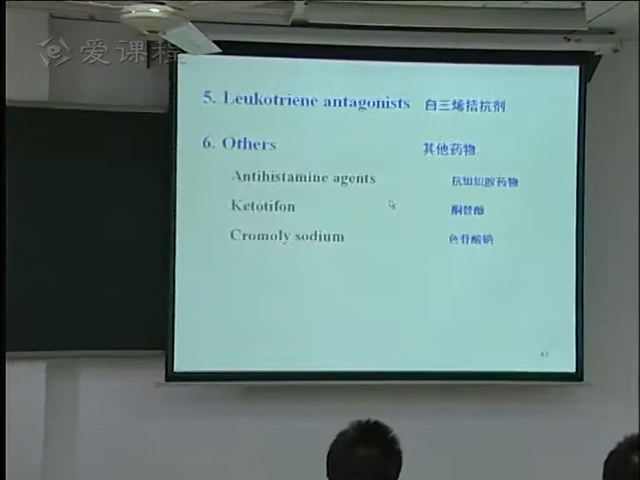 爱课程
5. Leukotriene antagonists 白三烯拮抗剂
6. Others 其他药物
Antihistamine agents 抗组织胺药物
Ketotifon 酮替酚
Cromoly sodium 色苷酸钠